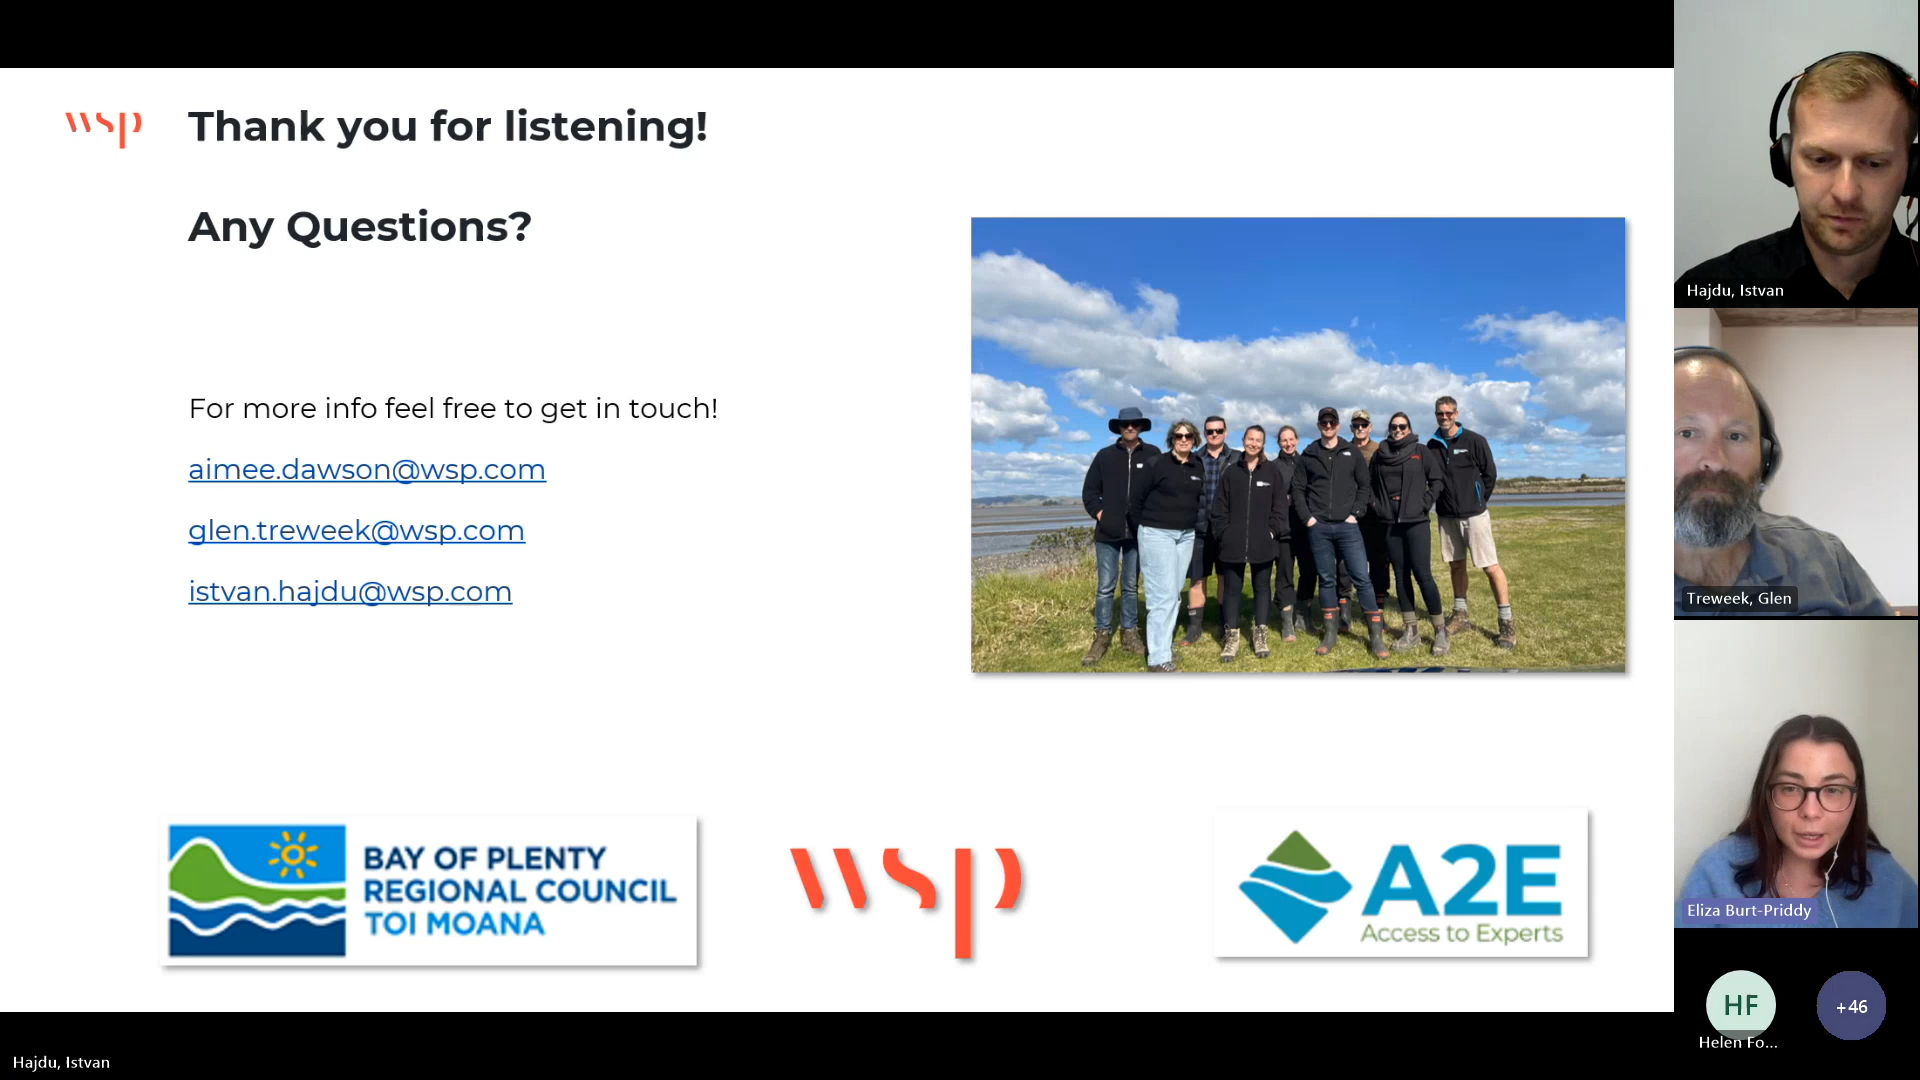 wsp
Thank you for listening!
Any Questions?
For more info feel free to get in touch!
aimee.dawson@wsp.com
glen.treweek@wsp.com
istvan.hajdu@wsp.com
BAY OF PLENTY
REGIONAL COUNCIL
TOI MOANA
wsp
A2E
Access to Experts
Hajdu, Istvan
Treweek, Glen
Eliza Burt-Priddy
HF
+46
Helen Fo...
Hajdu, Istvan